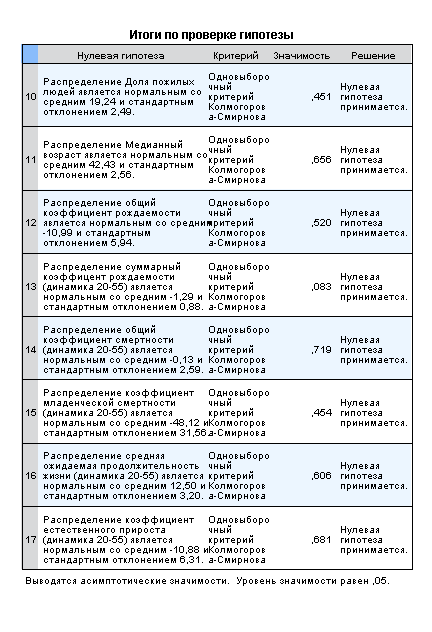 Итоги по проверке гипотезы
Нулевая гипотеза Критерий Значимость Решение
10 Распределение Доля пожилых людей является нормальным со средним 19,24 и стандартным отклонением 2,49. Одновыборочный критерий Колмогорова-Смирнова ,451 Нулевая гипотеза принимается.
11 Распределение Медианный возраст является нормальным со средним 42,43 и стандартным отклонением 2,56. Одновыборочный критерий Колмогорова-Смирнова ,656 Нулевая гипотеза принимается.
12 Распределение общий коэффициент рождаемости является нормальным со средним -10,99 и стандартным отклонением 5,94. Одновыборочный критерий Колмогорова-Смирнова ,520 Нулевая гипотеза принимается.
13 Распределение суммарный коэффицент рождаемости (динамика 20-55) является нормальным со средним -1,29 и стандартным отклонением 0,88. Одновыборочный критерий Колмогорова-Смирнова ,083 Нулевая гипотеза принимается.
14 Распределение общий коэффициент смертности (динамика 20-55) является нормальным со средним -0,13 и стандартным отклонением 2,59. Одновыборочный критерий Колмогорова-Смирнова ,719 Нулевая гипотеза принимается.
15 Распределение коэффициент младенческой смертности (динамика 20-55) является нормальным со средним -48,12 и стандартным отклонением 31,56. Одновыборочный критерий Колмогорова-Смирнова ,454 Нулевая гипотеза принимается.
16 Распределение средняя ожидаемая продолжительность жизни (динамика 20-55) является нормальным со средним 12,50 и стандартным отклонением 3,20. Одновыборочный критерий Колмогорова-Смирнова ,606 Нулевая гипотеза принимается.
17 Распределение коэффициент естественного прироста (динамика 20-55) является нормальным со средним -10,88 и стандартным отклонением 6,31. Одновыборочный критерий Колмогорова-Смирнова ,681 Нулевая гипотеза принимается.
Выводятся асимптотические значимости. Уровень значимости равен ,05.